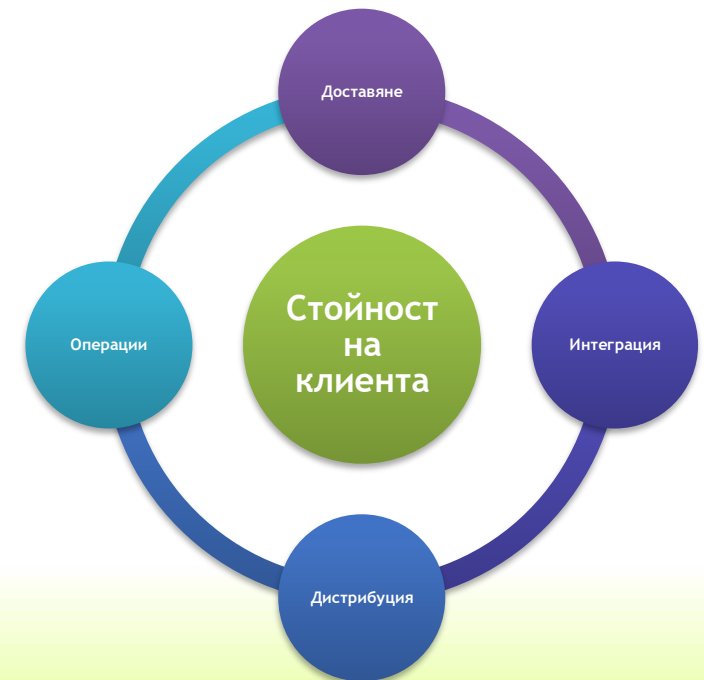 Доставяне
Стойност
на
клиента
Операции
Интеграция
Дистрибуция